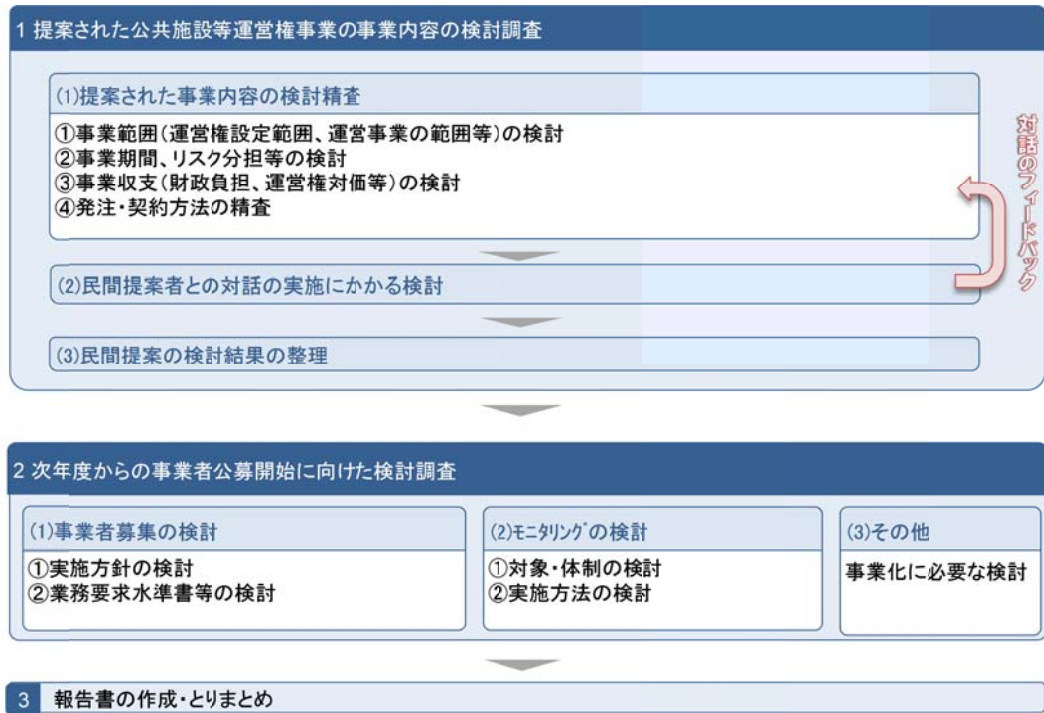 1 提案された公共施設等運営権事業の事業内容の検討調査
(1)提案された事業内容の検討精査
①事業範囲(運営権設定範囲、運営事業の範囲等)の検討
②事業期間、リスク分担等の検討
③事業収支(財政負担、運営権対価等)の検討
④発注・契約方法の精査
対話のフィードバック
(2)民間提案者との対話の実施にかかる検討
(3)民間提案の検討結果の整理
2 次年度からの事業者公募開始に向けた検討調査
(1)事業者募集の検討
①実施方針の検討
②業務要求水準書等の検討
(2)ﾓﾆﾀﾘﾝｸﾞの検討
①対象・体制の検討
②実施方法の検討
(3)その他
事業化に必要な検討
3 報告書の作成・とりまとめ